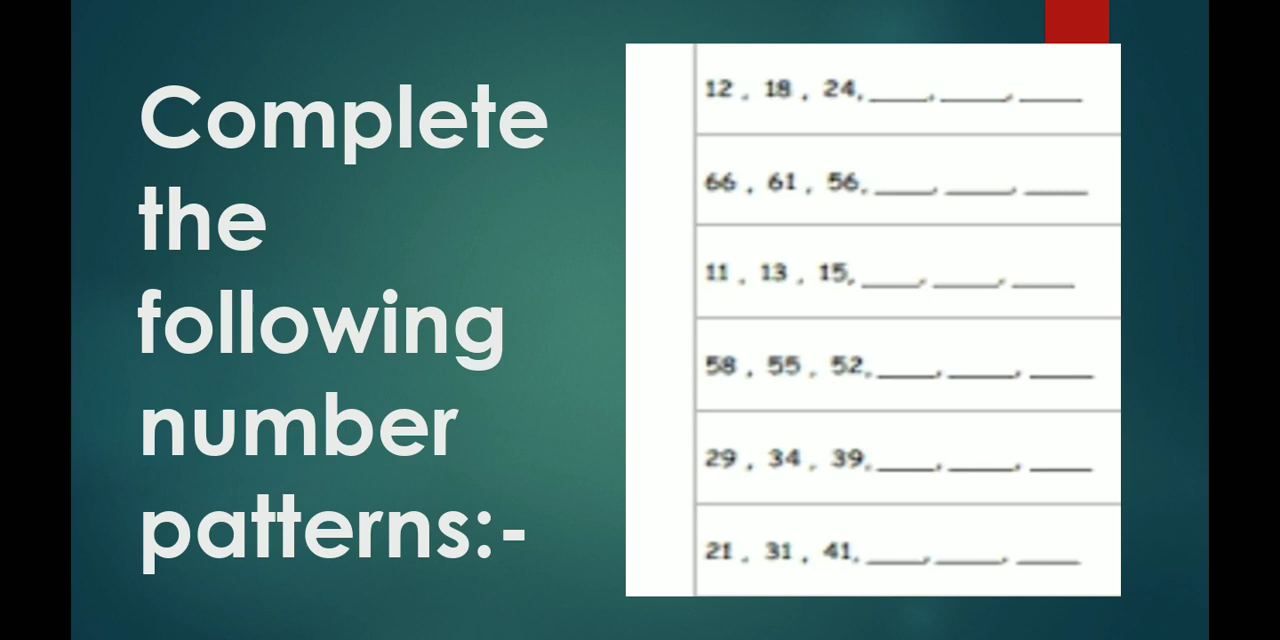 Complete
the
following
number
patterns:-
12 , 18 , 24, ____, ____, ____
66 , 61 , 56, ____, ____, ____
11 , 13 , 15, ____, ____, ____
58 , 55 , 52, ____, ____, ____
29 , 34 , 39, ____, ____, ____
21 , 31 , 41, ____, ____, ____